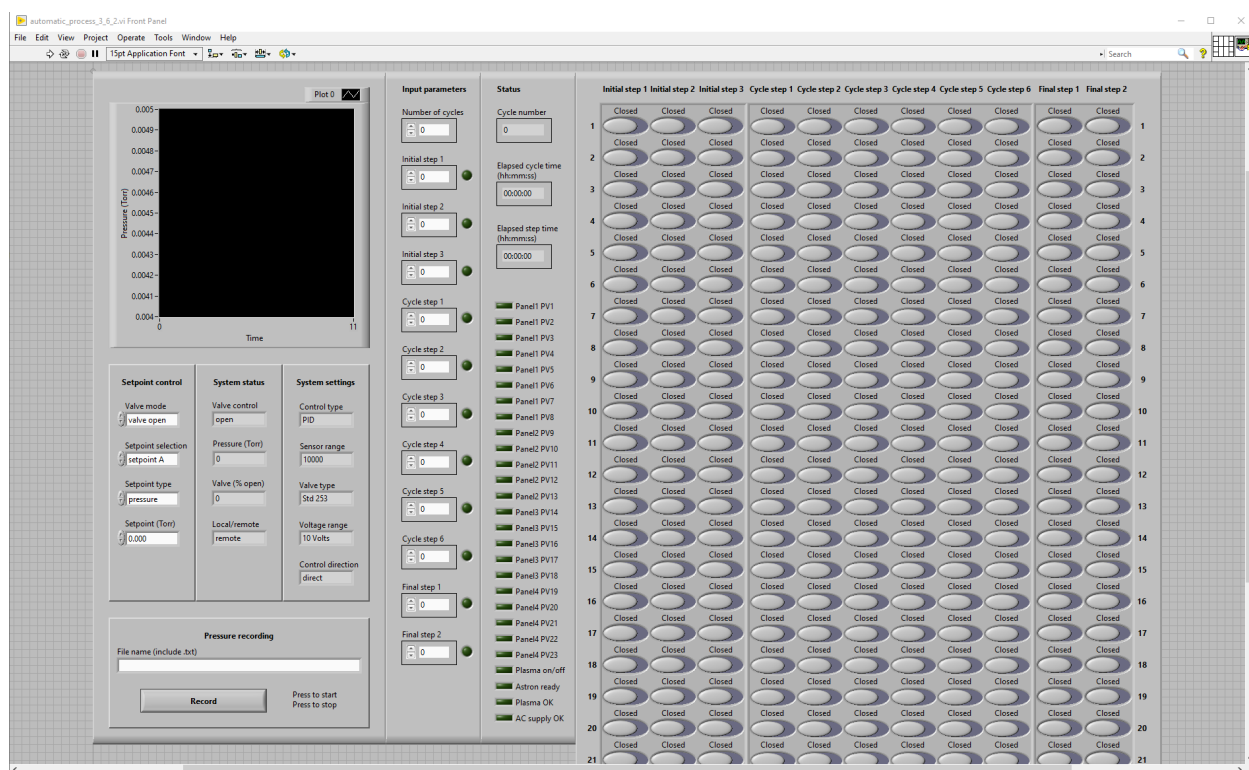 automatic_process_3_6_2.vi Front Panel
File Edit View Project Operate Tools Window Help
15pt Application Font
Search
Plot 0
0.005
0.0049
0.0048
0.0047
0.0046
0.0045
0.0044
0.0043
0.0042
0.0041
0.004
Pressure (Torr)
0 11
Time
Setpoint control
Valve mode
valve open
Setpoint selection
setpoint A
Setpoint type
pressure
Setpoint (Torr)
0.000
System status
Valve control
open
Pressure (Torr)
0
Valve (% open)
0
Local/remote
remote
System settings
Control type
PID
Sensor range
10000
Valve type
Std 253
Voltage range
10 Volts
Control direction
direct
Pressure recording
File name (include .txt)
Record
Press to start
Press to stop
Input parameters
Number of cycles
0
Initial step 1
0
Initial step 2
0
Initial step 3
0
Cycle step 1
0
Cycle step 2
0
Cycle step 3
0
Cycle step 4
0
Cycle step 5
0
Cycle step 6
0
Final step 1
0
Final step 2
0
Status
Cycle number
0
Elapsed cycle time
(hh:mm:ss)
00:00:00
Elapsed step time
(hh:mm:ss)
00:00:00
Panel1 PV1
Panel1 PV2
Panel1 PV3
Panel1 PV4
Panel1 PV5
Panel1 PV6
Panel1 PV7
Panel1 PV8
Panel2 PV9
Panel2 PV10
Panel2 PV11
Panel2 PV12
Panel2 PV13
Panel3 PV14
Panel3 PV15
Panel3 PV16
Panel3 PV17
Panel3 PV18
Panel4 PV19
Panel4 PV20
Panel4 PV21
Panel4 PV22
Panel4 PV23
Plasma on/off
Astron ready
Plasma OK
AC supply OK
Initial step 1 Initial step 2 Initial step 3 Cycle step 1 Cycle step 2 Cycle step 3 Cycle step 4 Cycle step 5 Cycle step 6 Final step 1 Final step 2
Closed Closed Closed Closed Closed Closed Closed Closed Closed Closed Closed
1 1
Closed Closed Closed Closed Closed Closed Closed Closed Closed Closed Closed
2 2
Closed Closed Closed Closed Closed Closed Closed Closed Closed Closed Closed
3 3
Closed Closed Closed Closed Closed Closed Closed Closed Closed Closed Closed
4 4
Closed Closed Closed Closed Closed Closed Closed Closed Closed Closed Closed
5 5
Closed Closed Closed Closed Closed Closed Closed Closed Closed Closed Closed
6 6
Closed Closed Closed Closed Closed Closed Closed Closed Closed Closed Closed
7 7
Closed Closed Closed Closed Closed Closed Closed Closed Closed Closed Closed
8 8
Closed Closed Closed Closed Closed Closed Closed Closed Closed Closed Closed
9 9
Closed Closed Closed Closed Closed Closed Closed Closed Closed Closed Closed
10 10
Closed Closed Closed Closed Closed Closed Closed Closed Closed Closed Closed
11 11
Closed Closed Closed Closed Closed Closed Closed Closed Closed Closed Closed
12 12
Closed Closed Closed Closed Closed Closed Closed Closed Closed Closed Closed
13 13
Closed Closed Closed Closed Closed Closed Closed Closed Closed Closed Closed
14 14
Closed Closed Closed Closed Closed Closed Closed Closed Closed Closed Closed
15 15
Closed Closed Closed Closed Closed Closed Closed Closed Closed Closed Closed
16 16
Closed Closed Closed Closed Closed Closed Closed Closed Closed Closed Closed
17 17
Closed Closed Closed Closed Closed Closed Closed Closed Closed Closed Closed
18 18
Closed Closed Closed Closed Closed Closed Closed Closed Closed Closed Closed
19 19
Closed Closed Closed Closed Closed Closed Closed Closed Closed Closed Closed
20 20
Closed Closed Closed Closed Closed Closed Closed Closed Closed Closed Closed
21 21